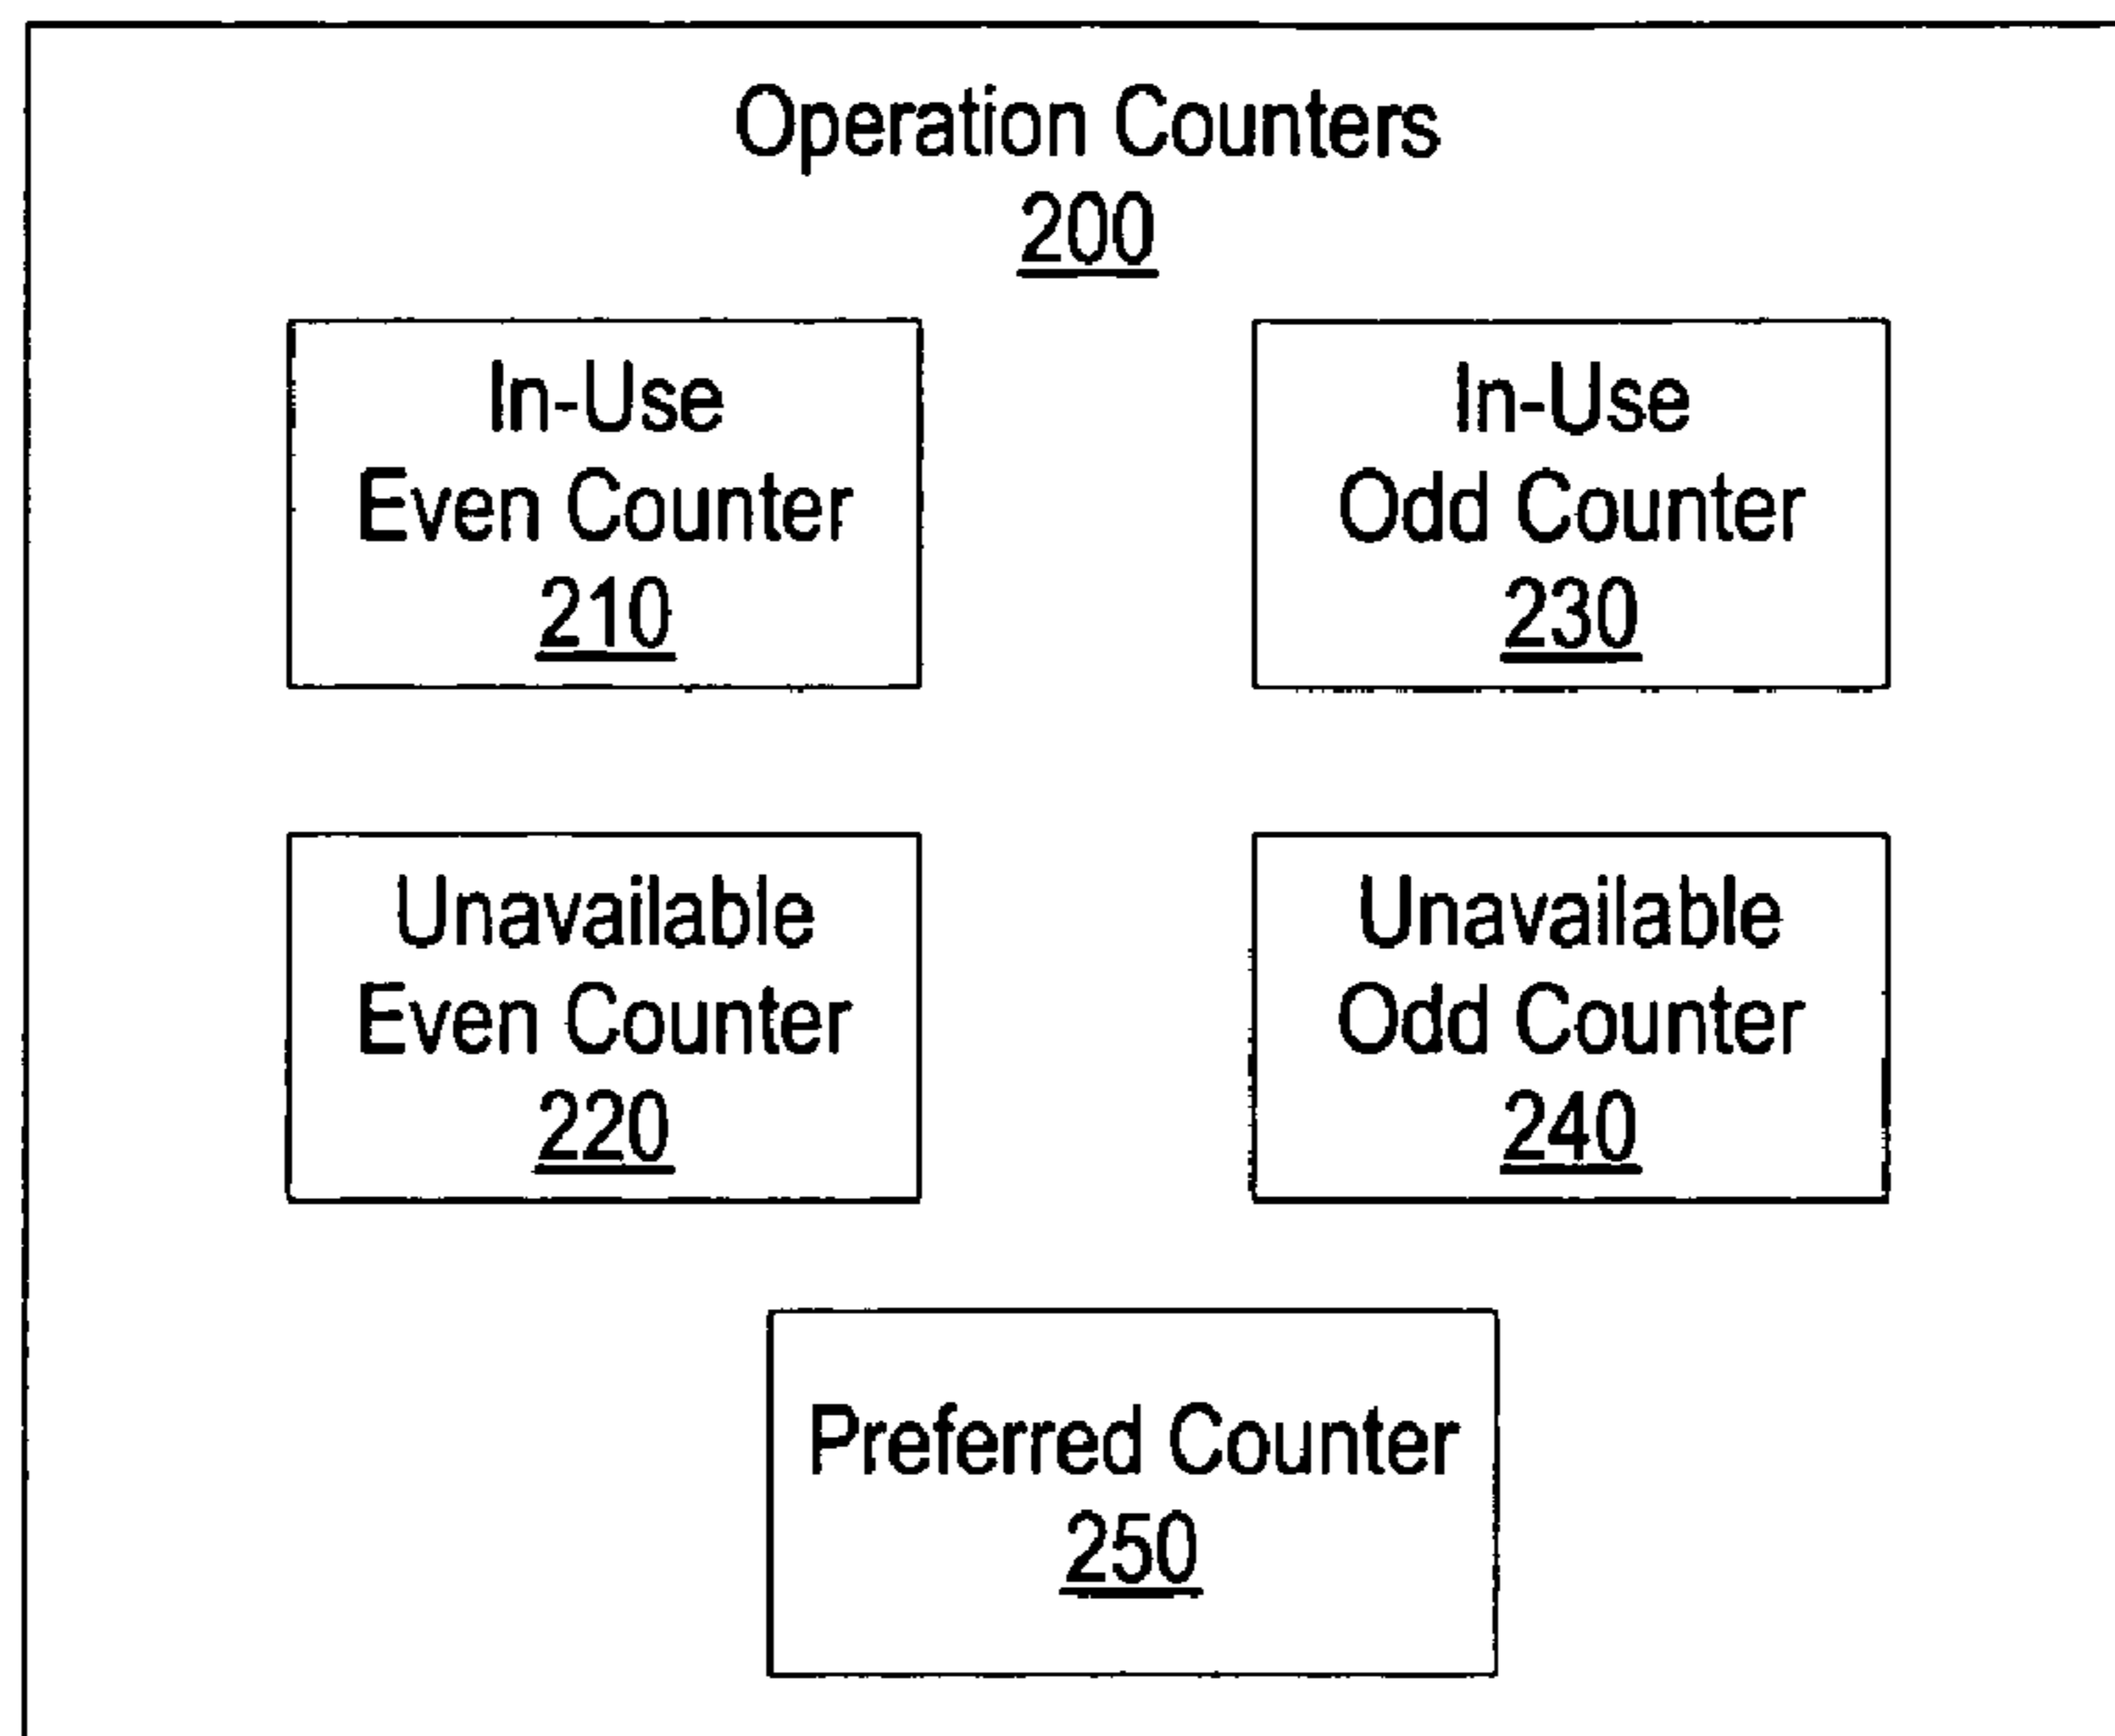 Operation Counters
200
In-Use
Even Counter
210
In-Use
Odd Counter
230
Unavailable
Even Counter
220
Unavailable
Odd Counter
240
Preferred Counter
250